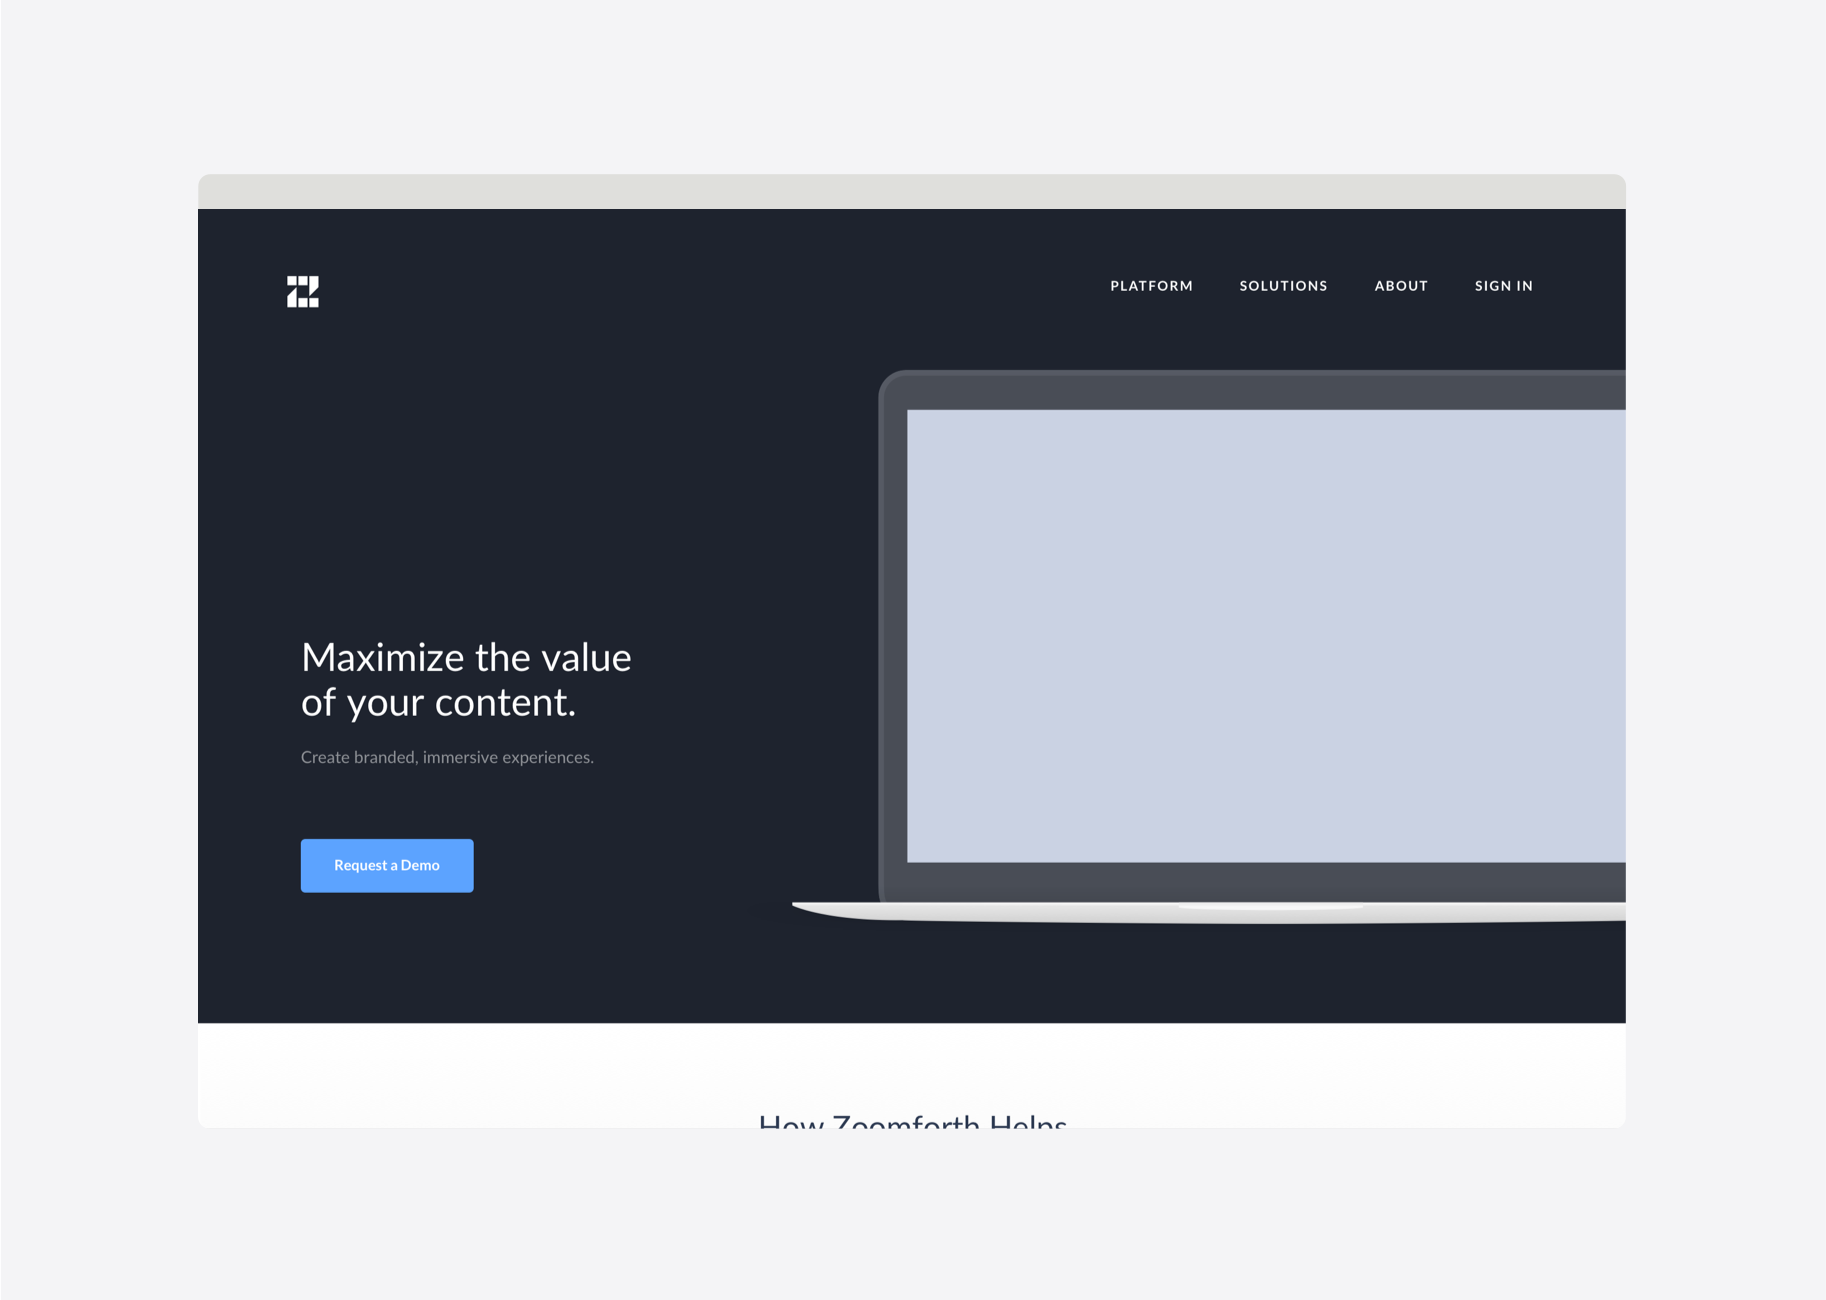 PLATFORM SOLUTIONS ABOUT SIGN IN
Maximize the value
of your content.
Create branded, immersive experiences.
Request a Demo
How Zoomforth Helps